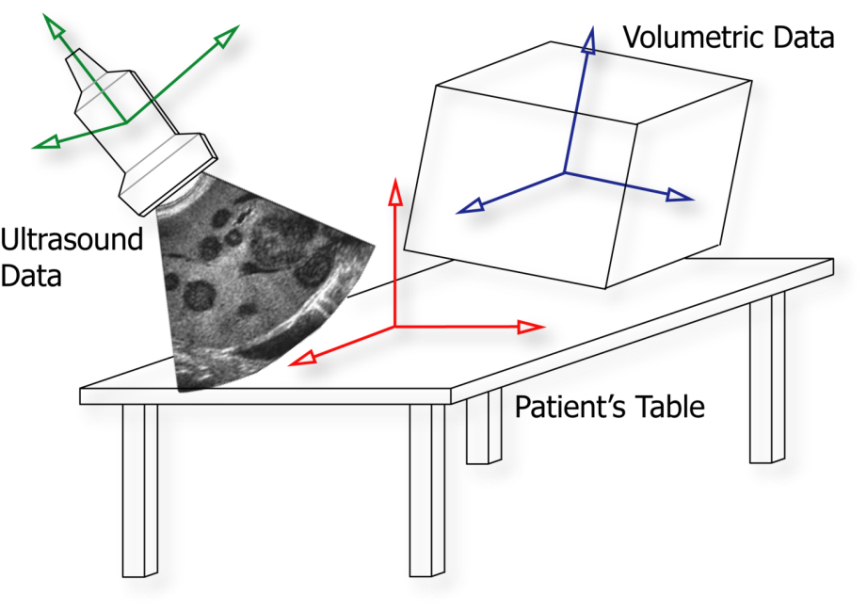 Volumetric Data
Ultrasound
Data
Patient's Table